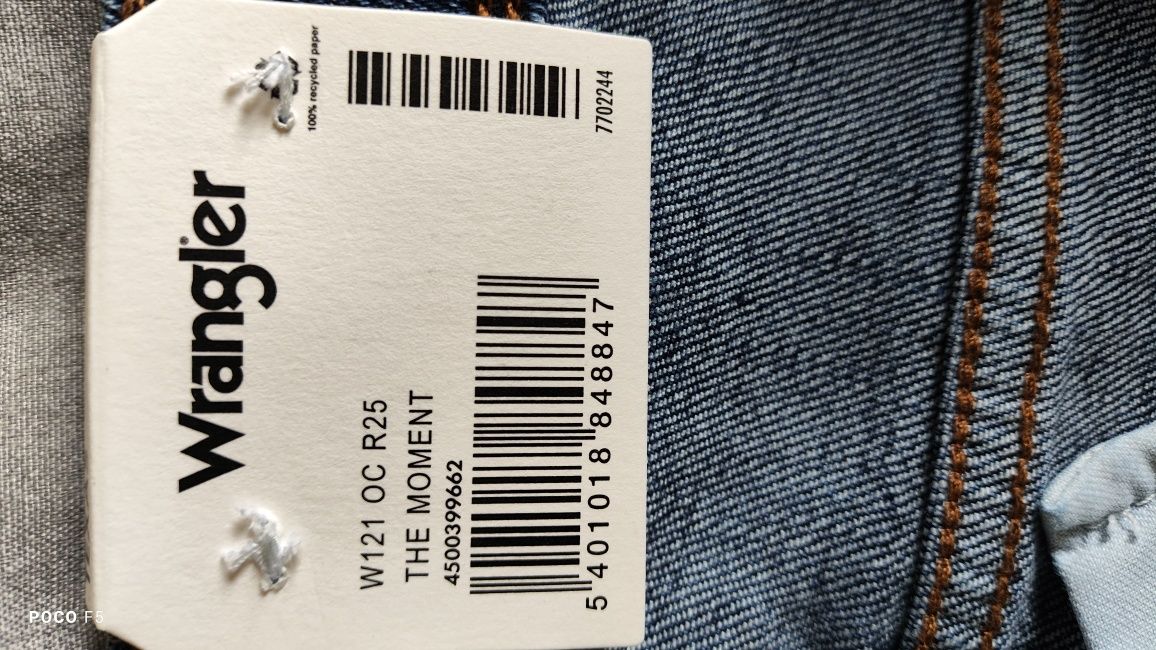 100% recycled paper
7702244
Wrangler®
W121 OC R25
THE MOMENT
4500399662
5 401018 848847
POCO F5